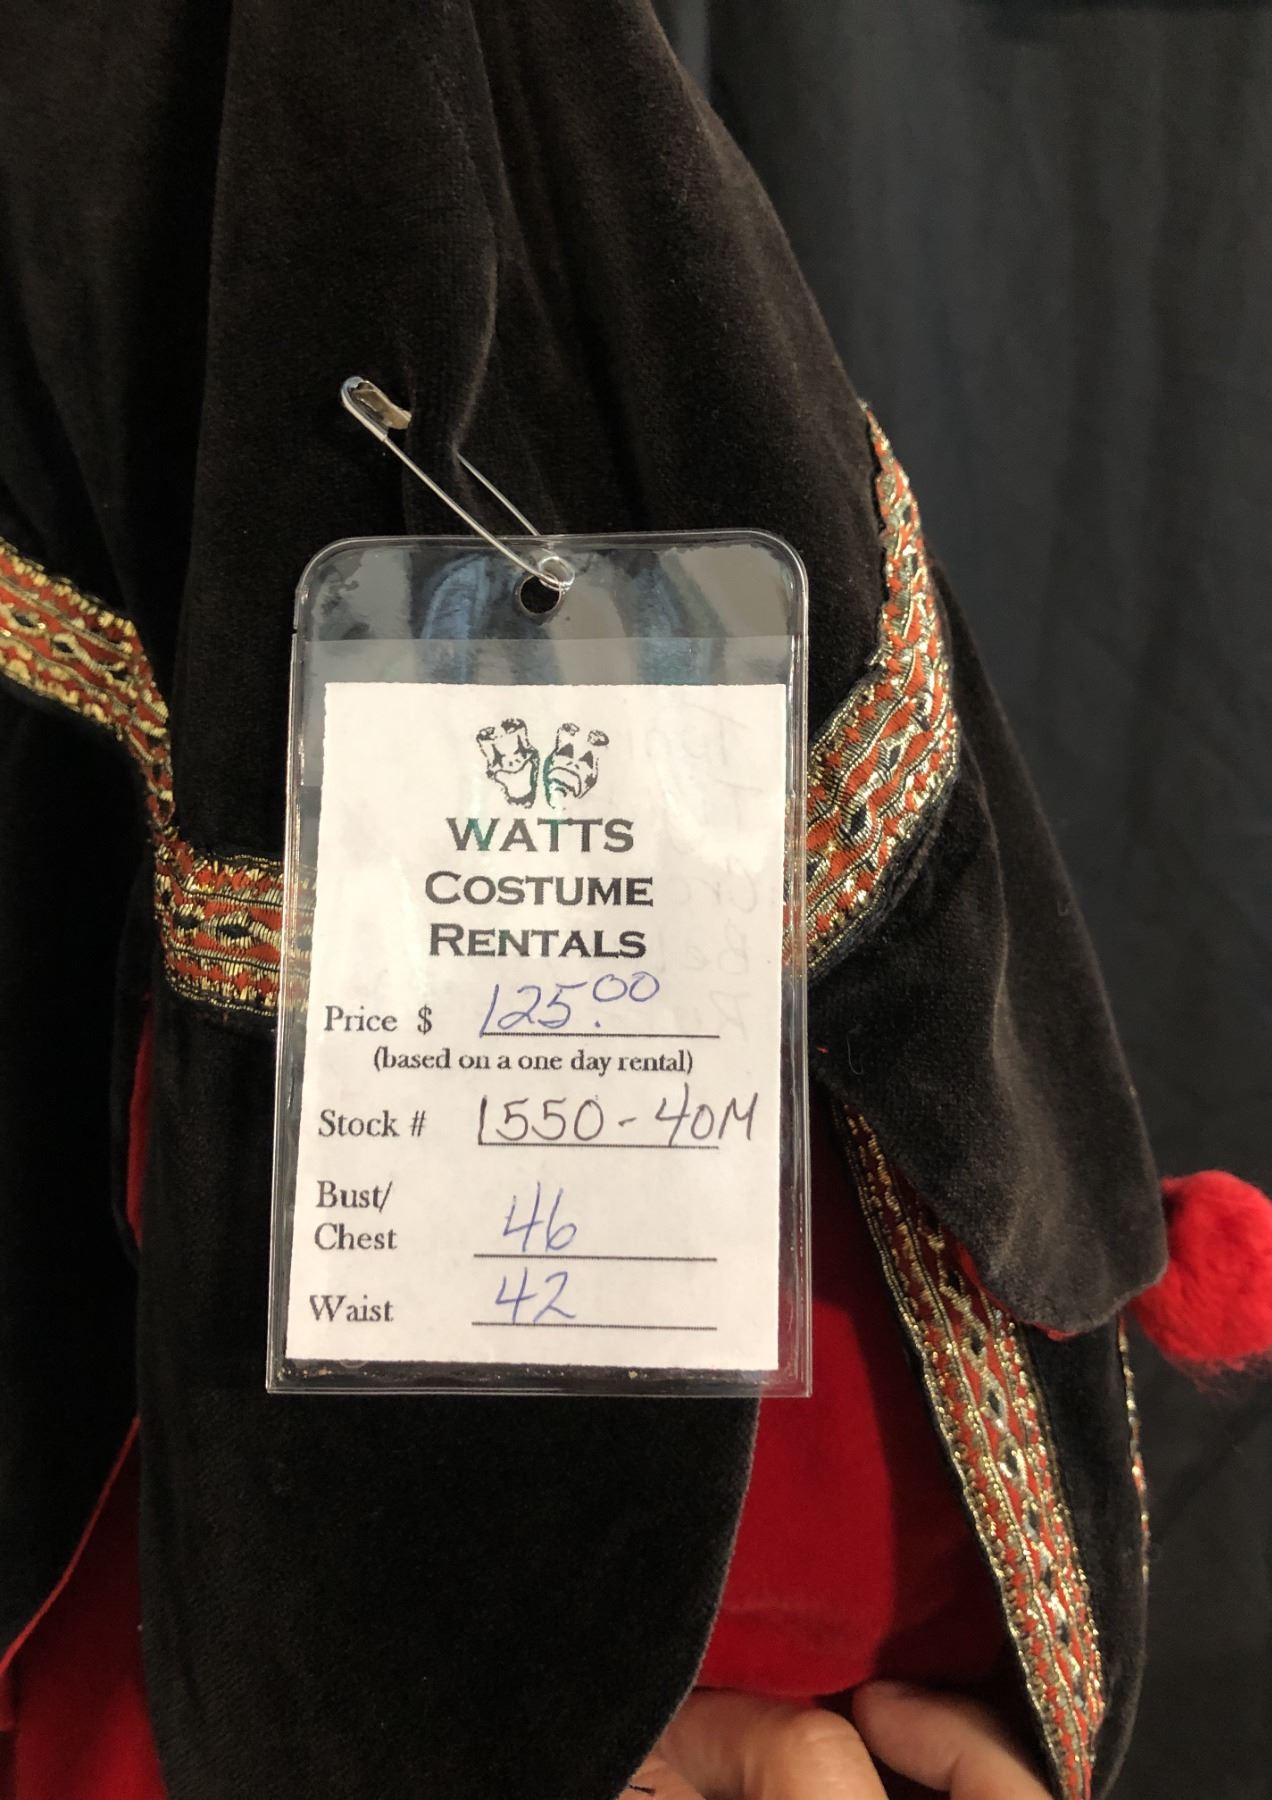 WATTS
COSTUME
RENTALS
Price $ 125.00
(based on a one day rental)
Stock # 1550-40M
Bust/
Chest 46
Waist 42